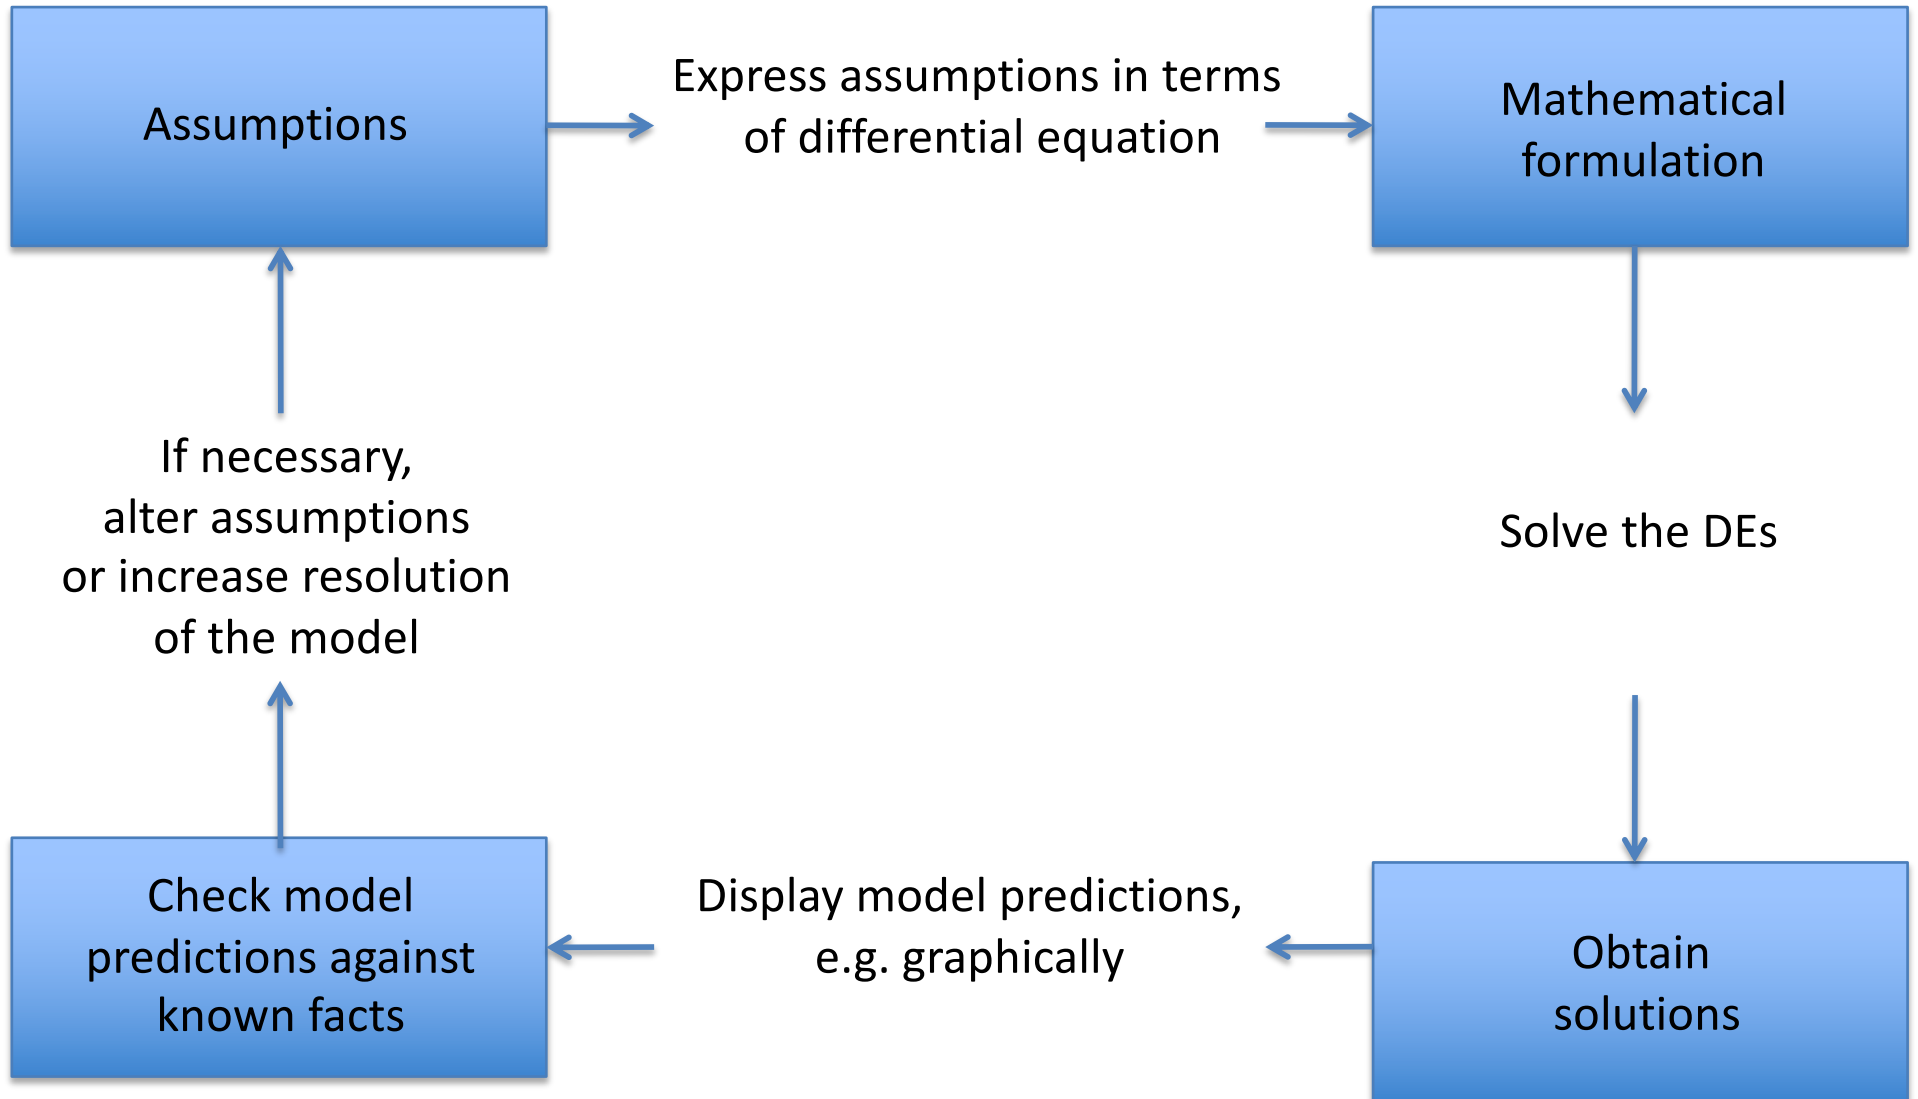 Assumptions
Express assumptions in terms
of differential equation
Mathematical
formulation
If necessary,
alter assumptions
or increase resolution
of the model
Solve the DEs
Check model
predictions against
known facts
Display model predictions,
e.g. graphically
Obtain
solutions